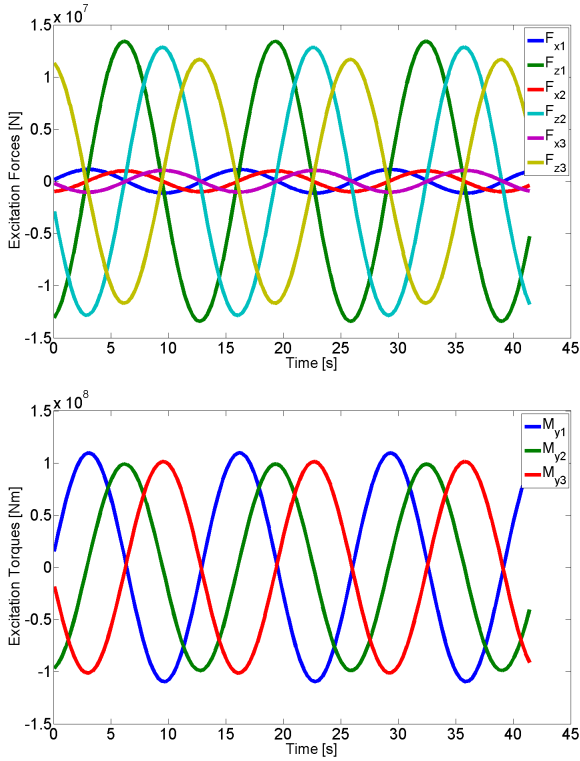 1.5 x 10^7
1
0.5
0
-0.5
-1
-1.5
Excitation Forces [N]
F_x1
F_z1
F_x2
F_z2
F_x3
F_z3
0 5 10 15 20 25 30 35 40 45
Time [s]
1.5 x 10^8
1
0.5
0
-0.5
-1
-1.5
Excitation Torques [Nm]
M_y1
M_y2
M_y3
0 5 10 15 20 25 30 35 40 45
Time [s]